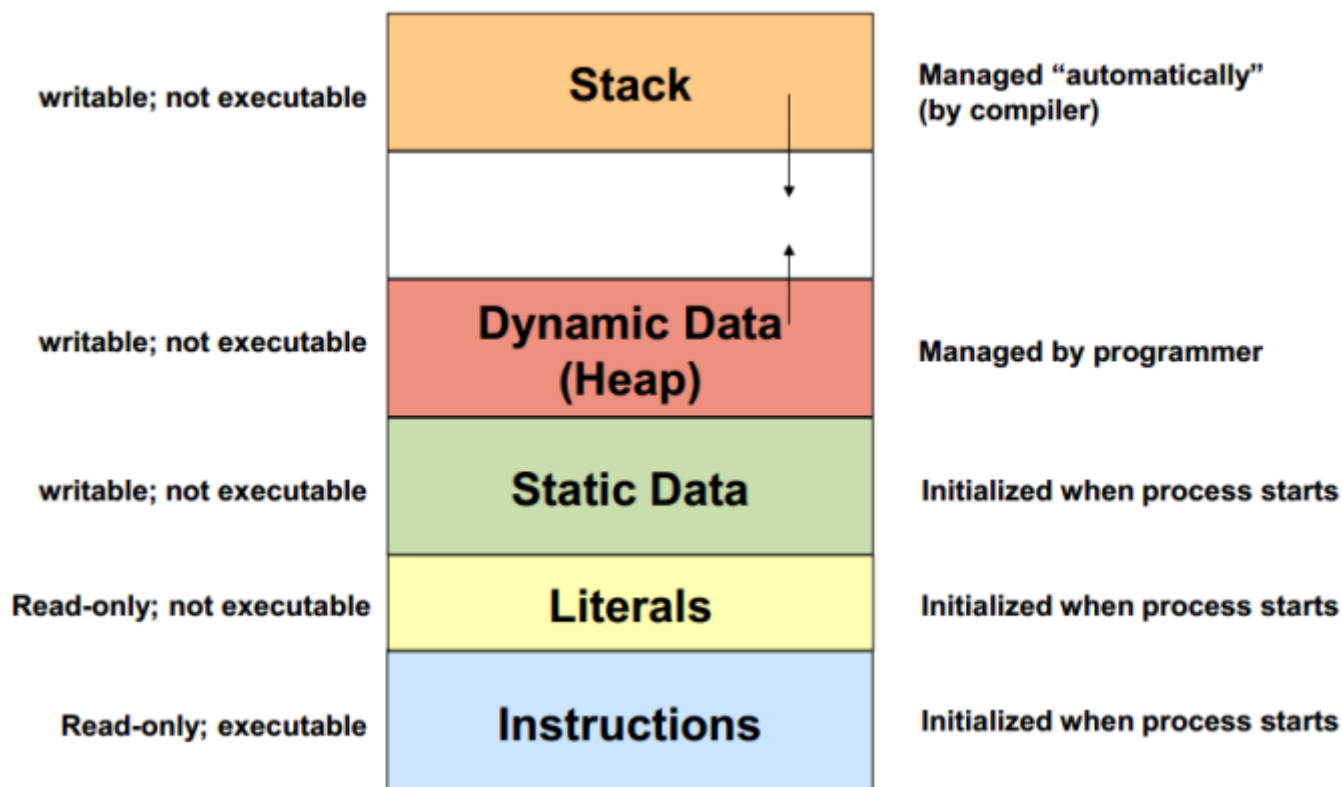 writable; not executable
Stack
Managed “automatically”
(by compiler)
writable; not executable
Dynamic Data
(Heap)
Managed by programmer
writable; not executable
Static Data
Initialized when process starts
Read-only; not executable
Literals
Initialized when process starts
Read-only; executable
Instructions
Initialized when process starts